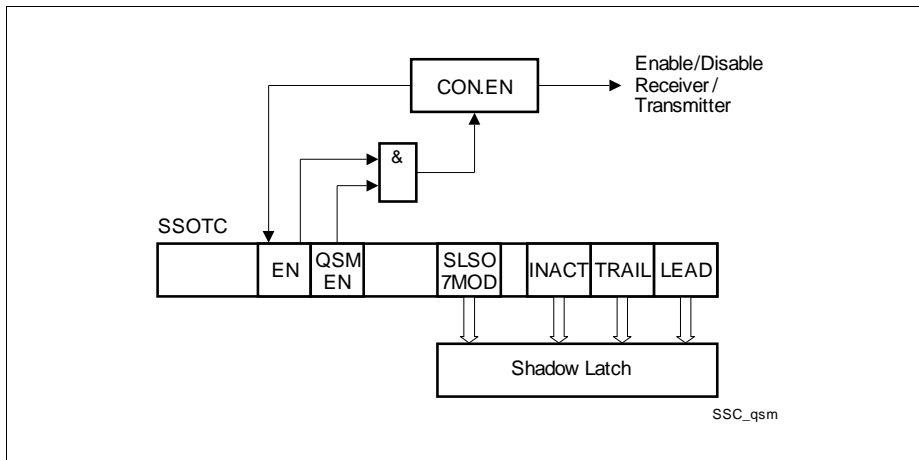 Enable/Disable
Receiver/
Transmitter
CON.EN
&
SSOTC
EN
QSM
EN
SLSO
7MOD
INACT
TRAIL
LEAD
Shadow Latch
SSC_qsm